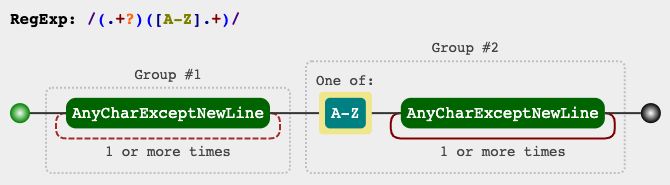 RegExp: /(.+?)([A-Z].+)/
Group #2
Group #1
One of:
AnyCharExceptNewLine A-Z AnyCharExceptNewLine
1 or more times 1 or more times